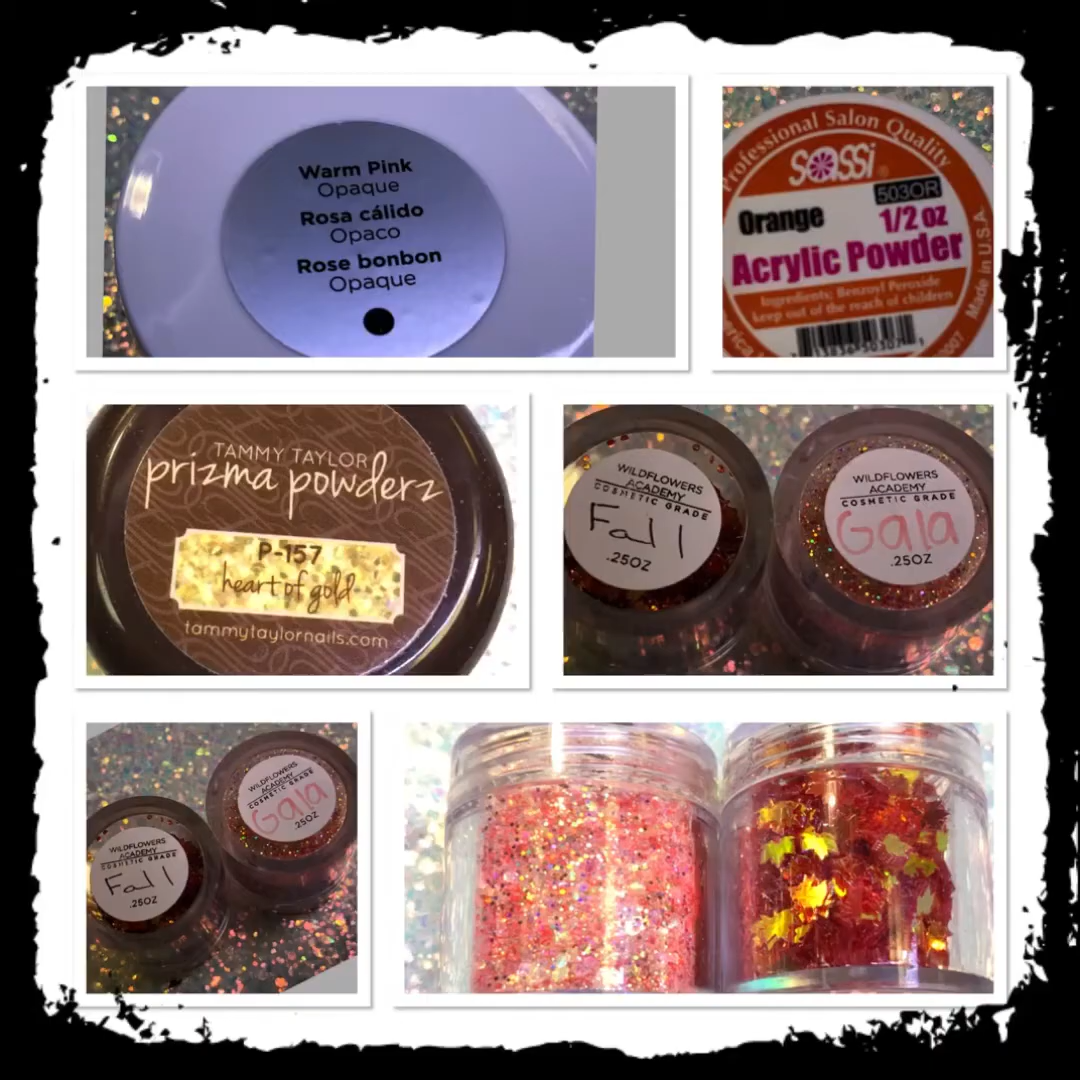 Warm Pink
Opaque
Rosa cálido
Opaco
Rose bonbon
Opaque
Professional Salon Quality
SASSi
503OR
Orange
1/2 oz
Acrylic Powder
Ingredients; Benzoyl Peroxide
keep out of the reach of children
Made in U.S.A
TAMMY TAYLOR
prizma powderz
P-157
heart of gold
tammytaylornails.com
WILDFLOWERS
ACADEMY
COSMETIC GRADE
Fall
.25OZ
WILDFLOWERS
ACADEMY
COSMETIC GRADE
Gala
.25OZ
WILDFLOWERS
ACADEMY
COSMETIC GRADE
Fall
.25OZ
WILDFLOWERS
ACADEMY
COSMETIC GRADE
Gala
.25OZ